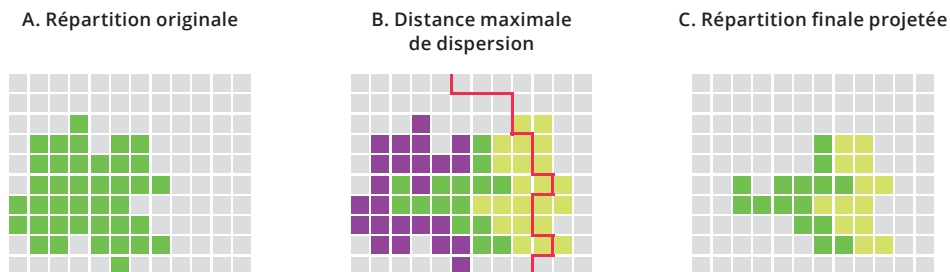 A. Répartition originale
B. Distance maximale
de dispersion
C. Répartition finale projetée